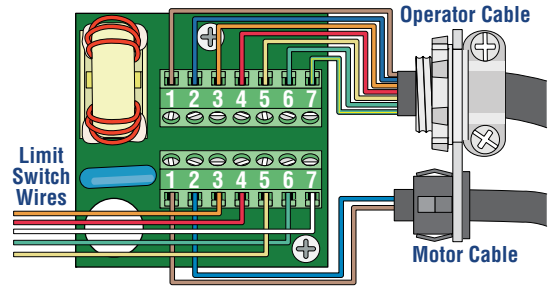 Operator Cable
1 2 3 4 5 6 7
Limit
Switch
Wires
1 2 3 4 5 6 7
Motor Cable